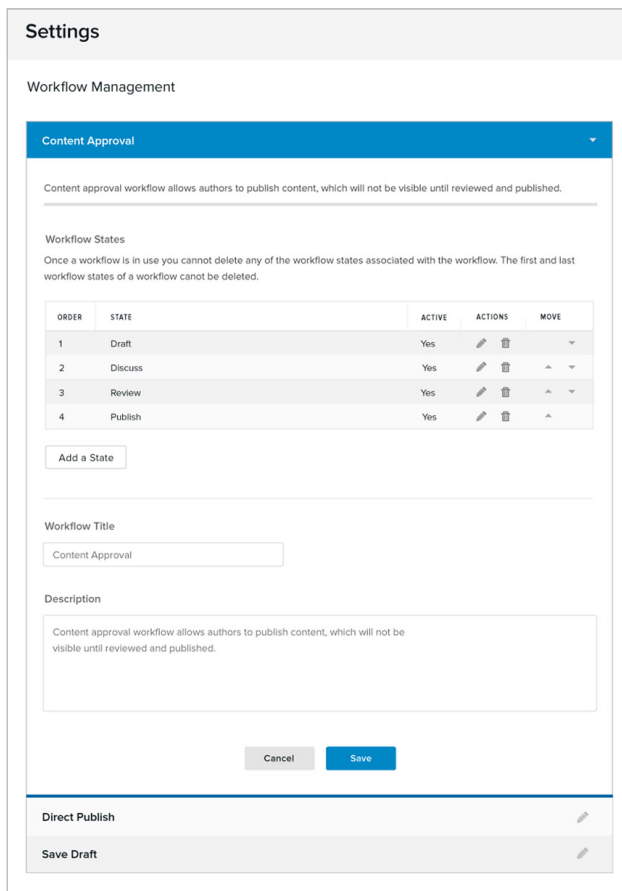 Settings
Workflow Management
Content Approval
Content approval workflow allows authors to publish content, which will not be visible until reviewed and published.
Workflow States
Once a workflow is in use you cannot delete any of the workflow states associated with the workflow. The first and last
workflow states of a workflow canot be deleted.
ORDER STATE ACTIVE ACTIONS MOVE
1 Draft Yes
2 Discuss Yes
3 Review Yes
4 Publish Yes
Add a State
Workflow Title
Content Approval
Description
Content approval workflow allows authors to publish content, which will not be
visible until reviewed and published.
Cancel Save
Direct Publish
Save Draft